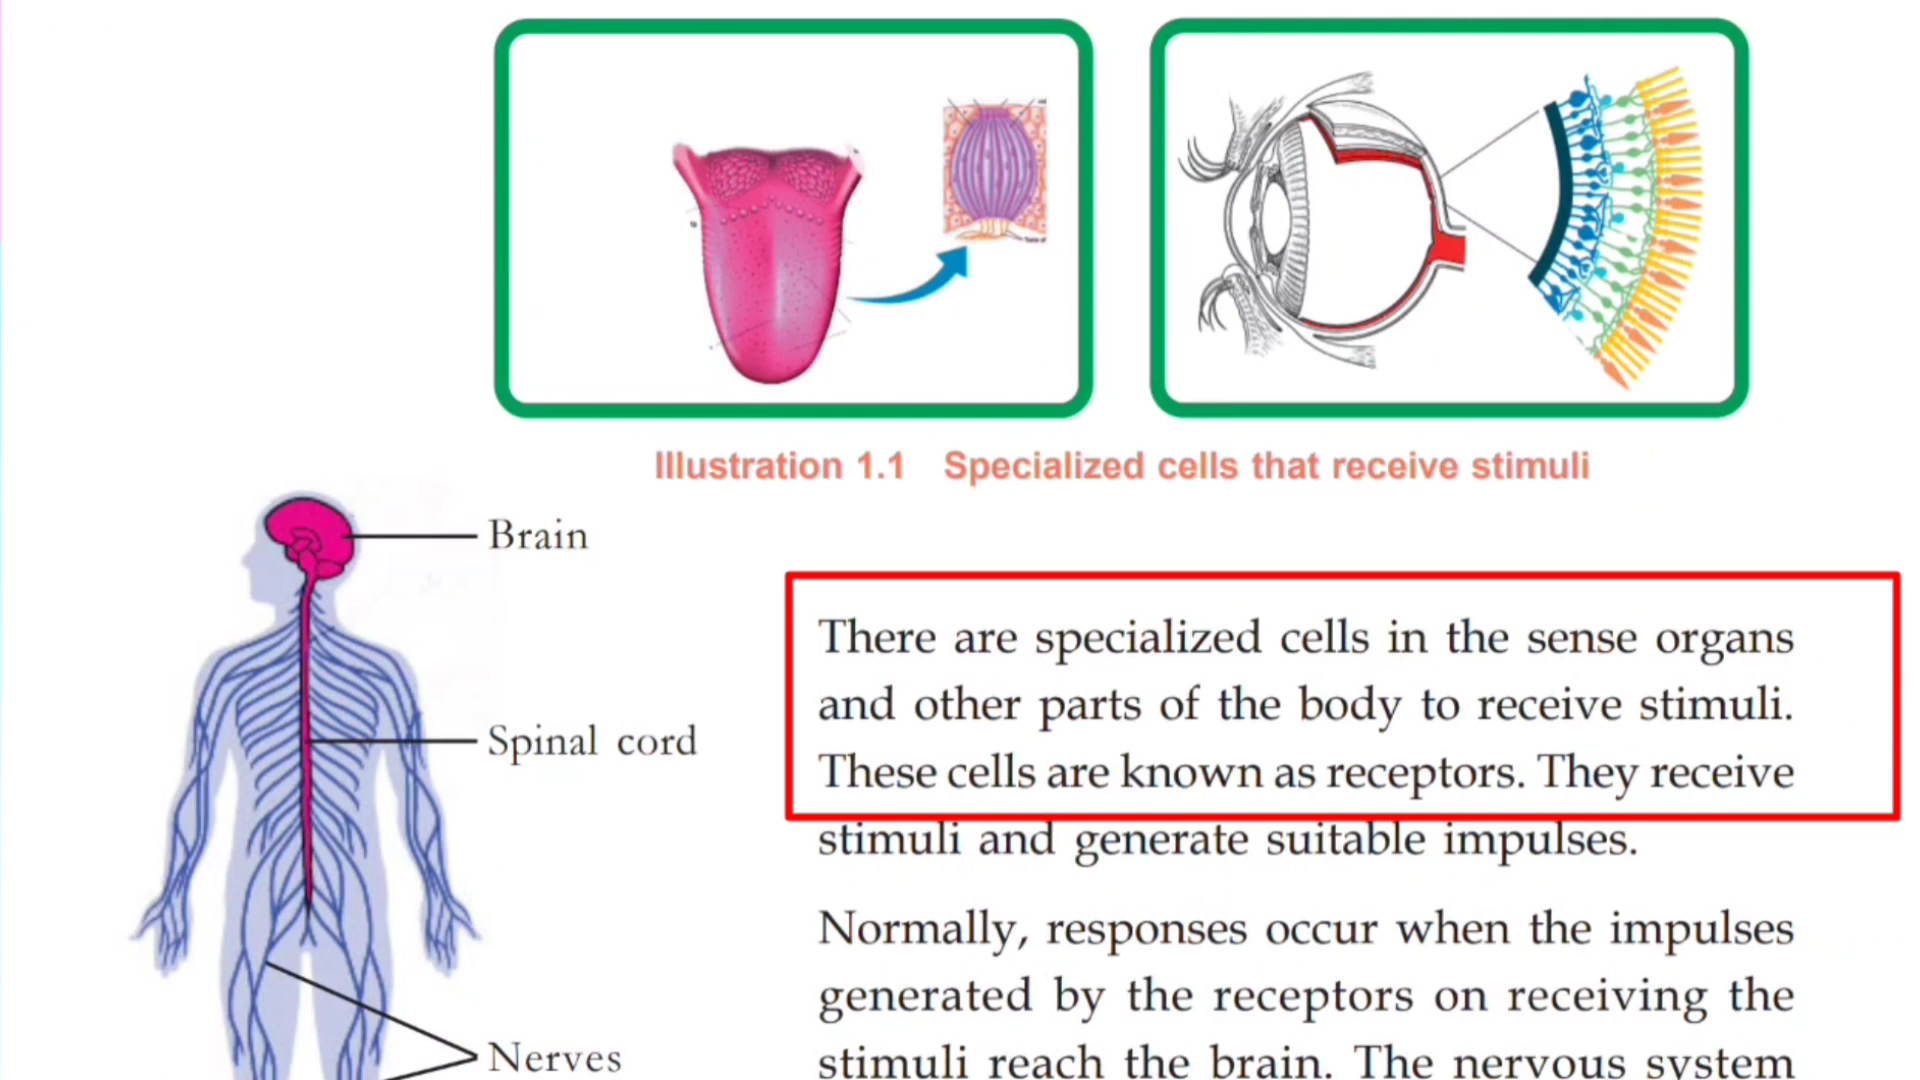 Illustration 1.1 Specialized cells that receive stimuli
Brain
Spinal cord
Nerves
There are specialized cells in the sense organs
and other parts of the body to receive stimuli.
These cells are known as receptors. They receive
stimuli and generate suitable impulses.
Normally, responses occur when the impulses
generated by the receptors on receiving the
stimuli reach the brain. The nervous system